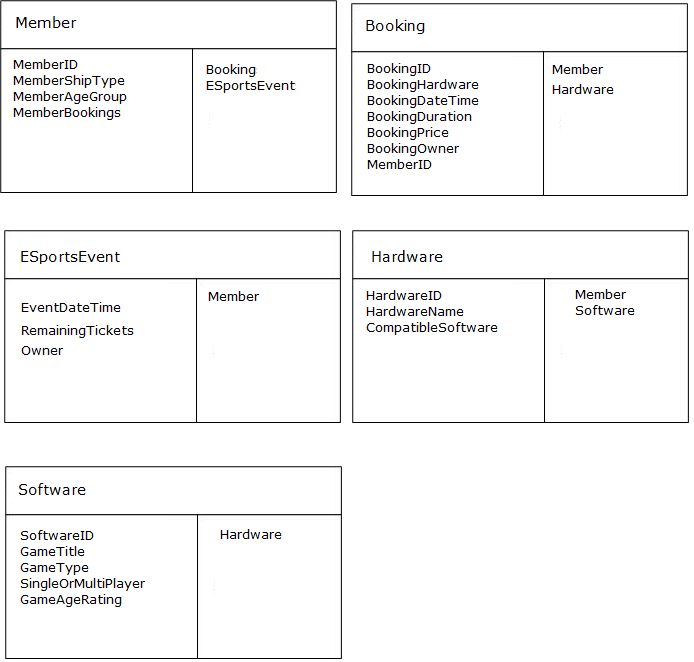 Member
MemberID
MemberShipType
MemberAgeGroup
MemberBookings
Booking
ESportsEvent
Booking
BookingID
BookingHardware
BookingDateTime
BookingDuration
BookingPrice
BookingOwner
MemberID
Member
Hardware
ESportsEvent
EventDateTime
RemainingTickets
Owner
Member
Hardware
HardwareID
HardwareName
CompatibleSoftware
Member
Software
Software
SoftwareID
GameTitle
GameType
SingleOrMultiPlayer
GameAgeRating
Hardware